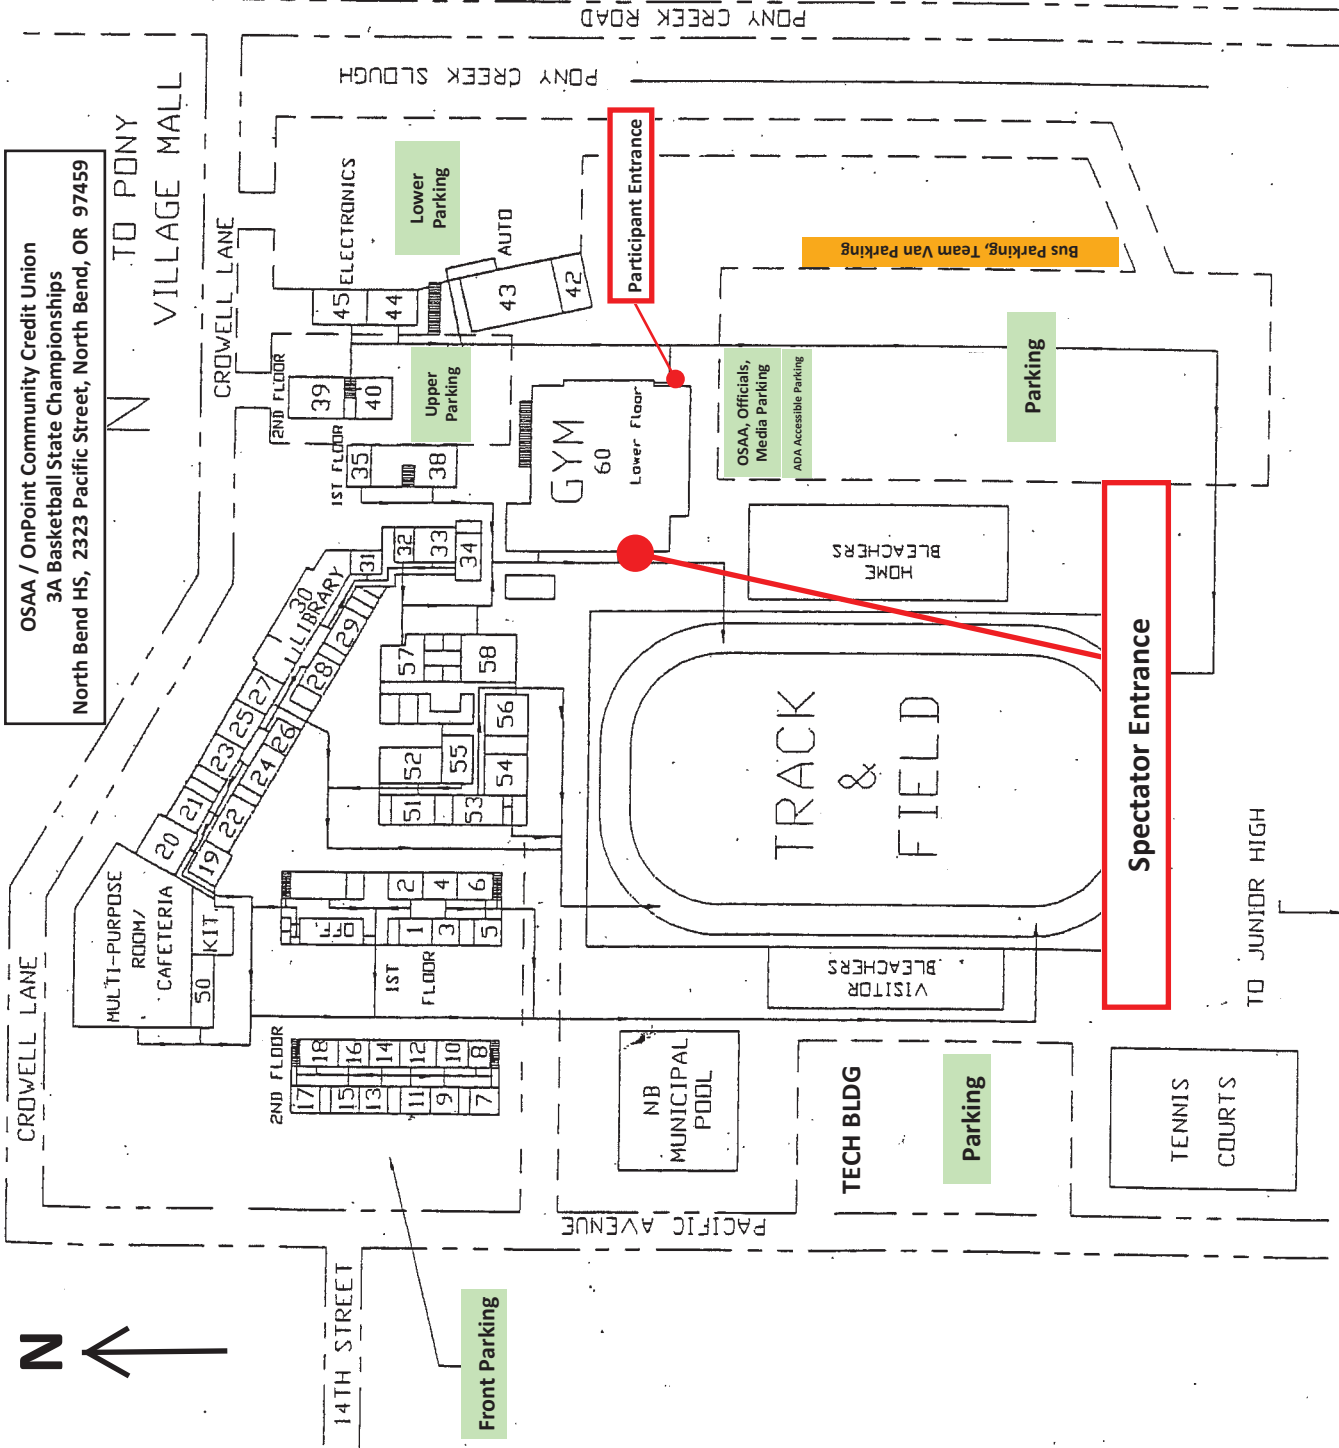 OSAA / OnPoint Community Credit Union
3A Basketball State Championships
North Bend HS, 2323 Pacific Street, North Bend, OR 97459
TO PONY
VILLAGE MALL
N
CROWELL LANE
CROWELL LANE
PONY CREEK ROAD
PONY CREEK SLOUGH
N
14TH STREET
PACIFIC AVENUE
Front Parking
MULTI-PURPOSE
ROOM/
CAFETERIA
50
KIT.
20
19
21
22
23
24
25
26
27
28
29
30
LIBRARY
31
32
33
34
1ST FLOOR
35
38
2ND FLOOR
39
40
Upper
Parking
45
44
ELECTRONICS
Lower
Parking
AUTO
43
42
Participant Entrance
GYM
60
Lower Floor
57
58
56
52
55
54
51
53
OFF.
2
4
6
1
3
5
1ST
FLOOR
2ND FLOOR
18
16
14
12
10
8
17
15
13
11
9
7
Bus Parking, Team Van Parking
OSAA, Officials,
Media Parking
ADA Accessible Parking
Parking
HOME
BLEACHERS
TRACK
&
FIELD
Spectator Entrance
VISITOR
BLEACHERS
NB
MUNICIPAL
POOL
TECH BLDG
Parking
TENNIS
COURTS
TO JUNIOR HIGH